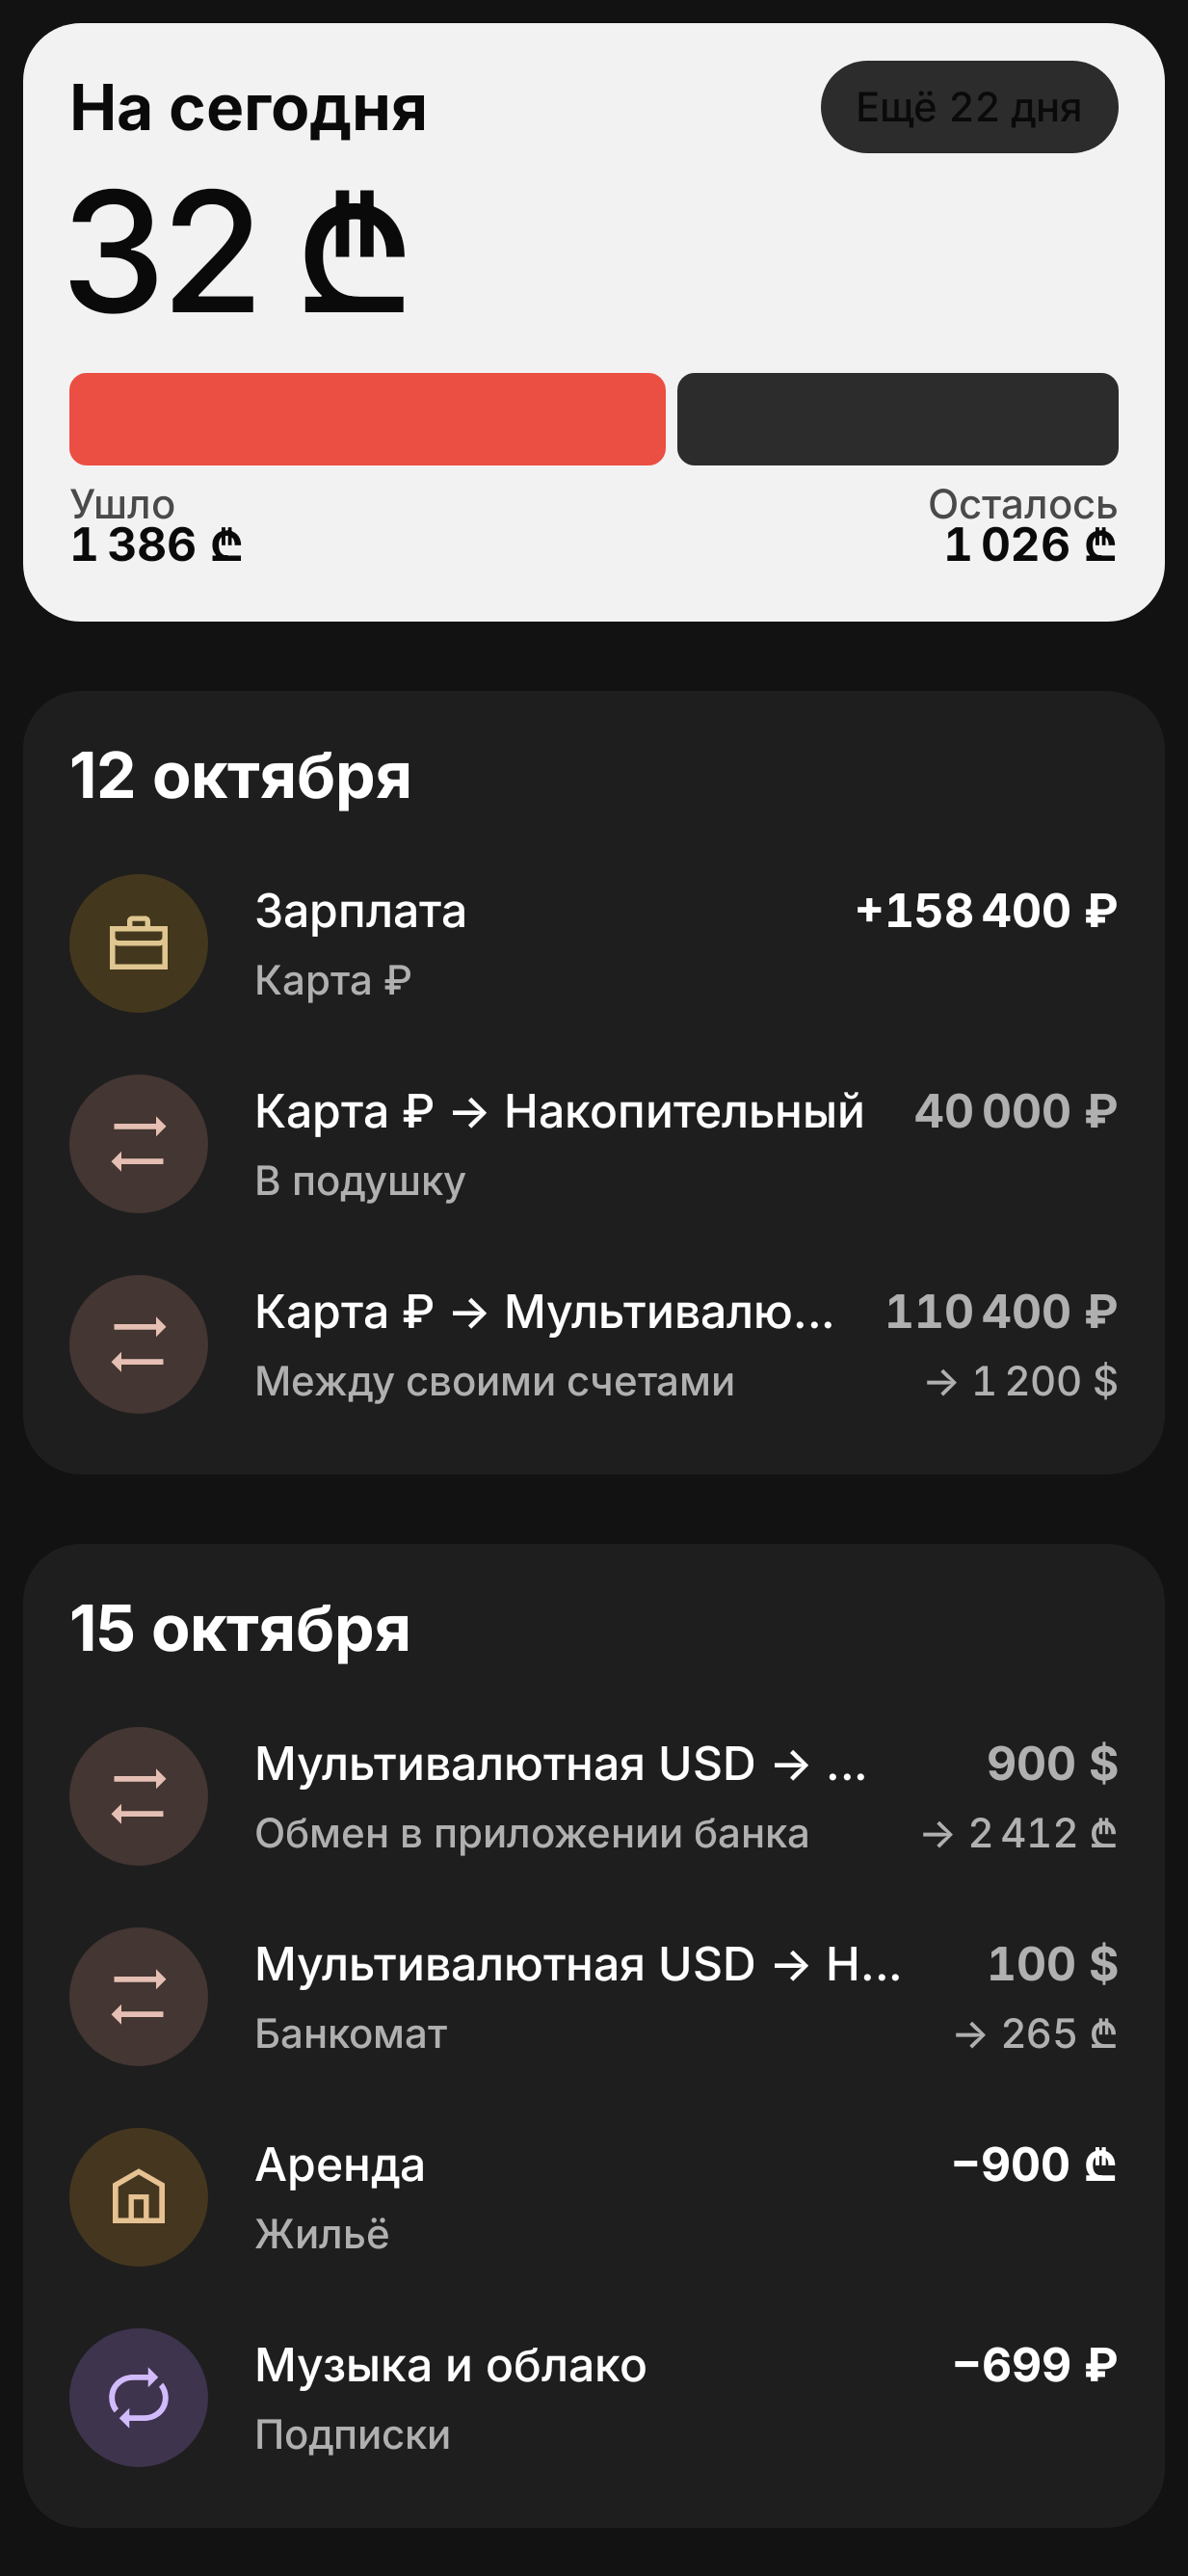 На сегодня
Ещё 22 дня
32 ₾
Ушло
Осталось
1 386 ₾
1 026 ₾
12 октября
Зарплата
+158 400 ₽
Карта ₽
Карта ₽ → Накопительный
40 000 ₽
В подушку
Карта ₽ → Мультивалю...
110 400 ₽
Между своими счетами
→ 1 200 $
15 октября
Мультивалютная USD → ...
900 $
Обмен в приложении банка
→ 2 412 ₾
Мультивалютная USD → Н...
100 $
Банкомат
→ 265 ₾
Аренда
−900 ₾
Жильё
Музыка и облако
−699 ₽
Подписки